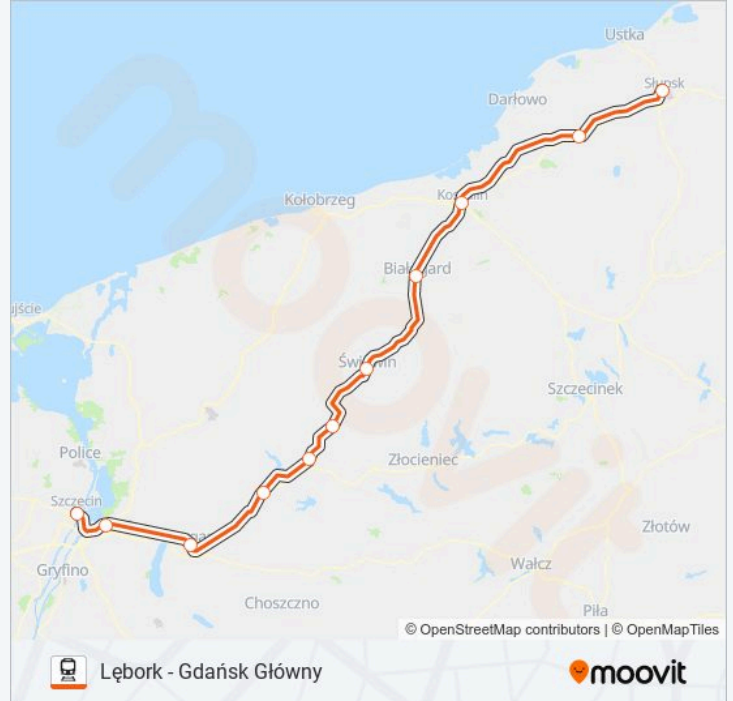 Ustka
Słupsk
Darłowo
Kołobrzeg
Białogard
Świdwin
Szczecinek
Police
Złocieniec
Szczecin
Złotów
Gryfino
Wałcz
Choszczno
Piła
© OpenStreetMap contributors | © OpenMapTiles
Lębork - Gdańsk Główny
moovit